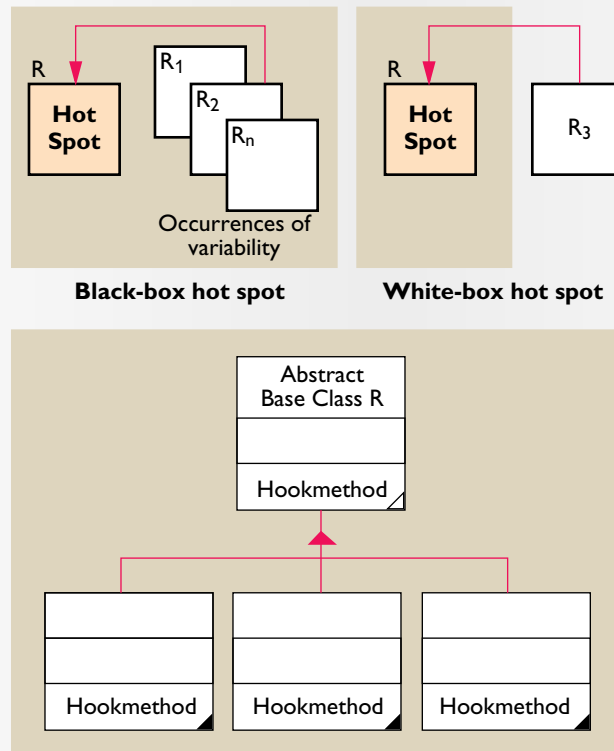 R
Hot
Spot
R₁
R₂
Rₙ
Occurrences of
variability
Black-box hot spot
R
Hot
Spot
R₃
White-box hot spot
Abstract
Base Class R
Hookmethod
Hookmethod
Hookmethod
Hookmethod